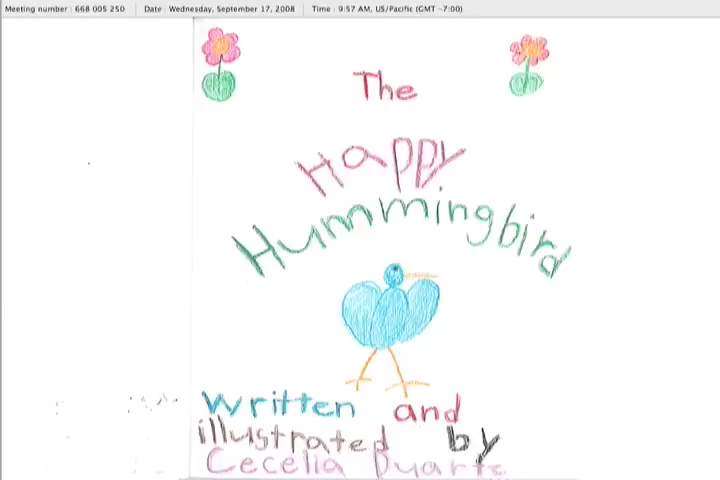 Meeting number : 668 005 250 Date : Wednesday, September 17, 2008 Time : 9:57 AM, US/Pacific (GMT -7:00)
The
Happy
Hummingbird
Written and
illustrated by
Cecelia Duarte